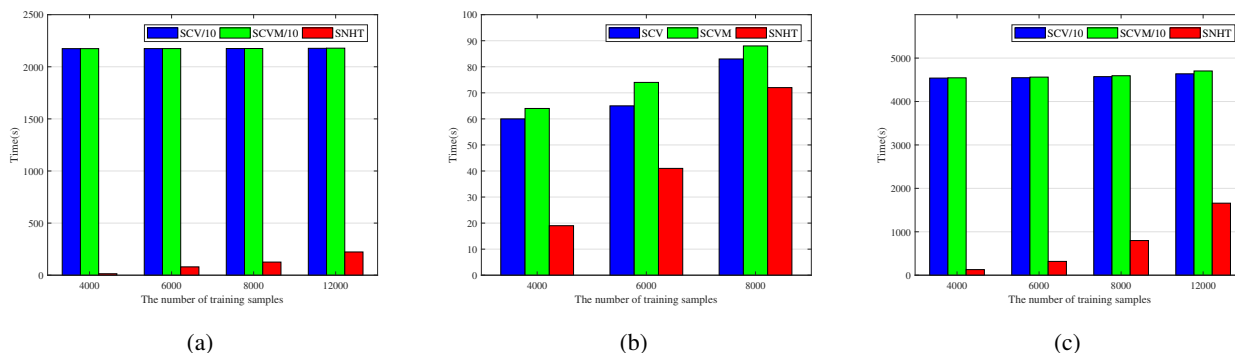 2500
2000
1500
1000
500
0
Time(s)
SCV/10 SCVM/10 SNHT
4000 6000 8000 12000
The number of training samples
(a)
100
90
80
70
60
50
40
30
20
10
0
Time(s)
SCV SCVM SNHT
4000 6000 8000
The number of training samples
(b)
5000
4000
3000
2000
1000
0
Time(s)
SCV/10 SCVM/10 SNHT
4000 6000 8000 12000
The number of training samples
(c)